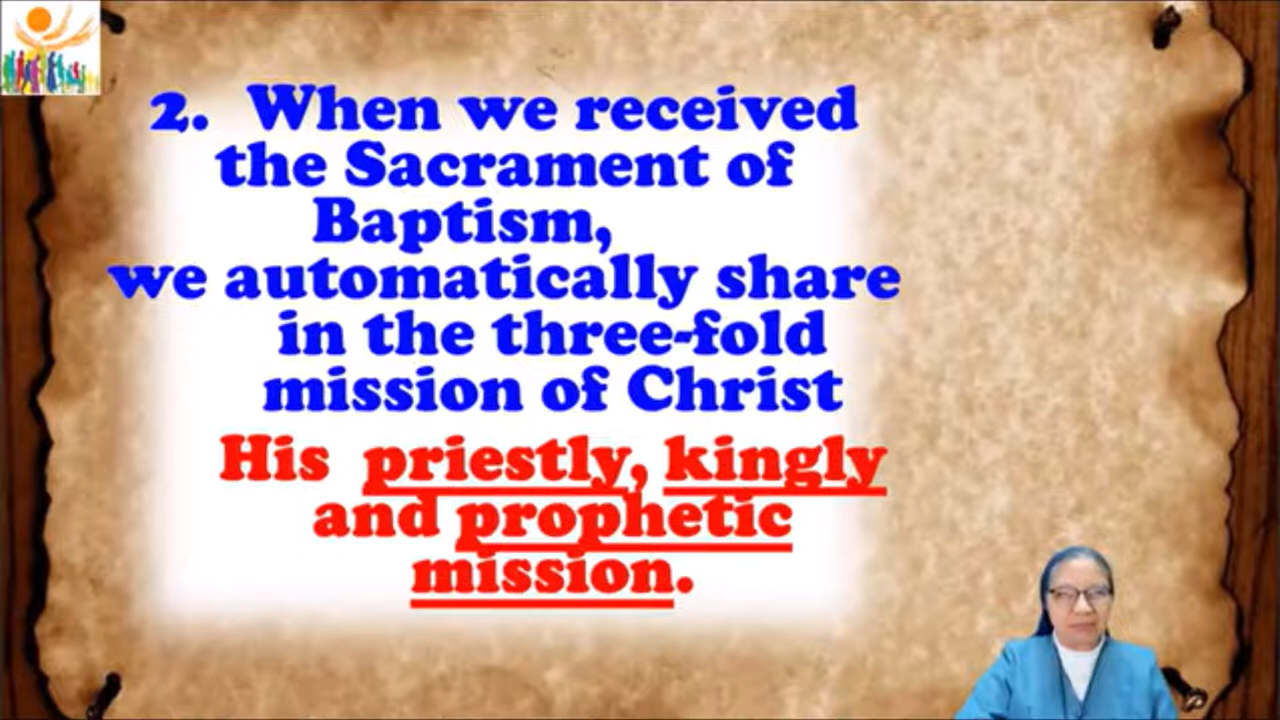 2. When we received
the Sacrament of
Baptism,
we automatically share
in the three-fold
mission of Christ
His priestly, kingly
and prophetic
mission.